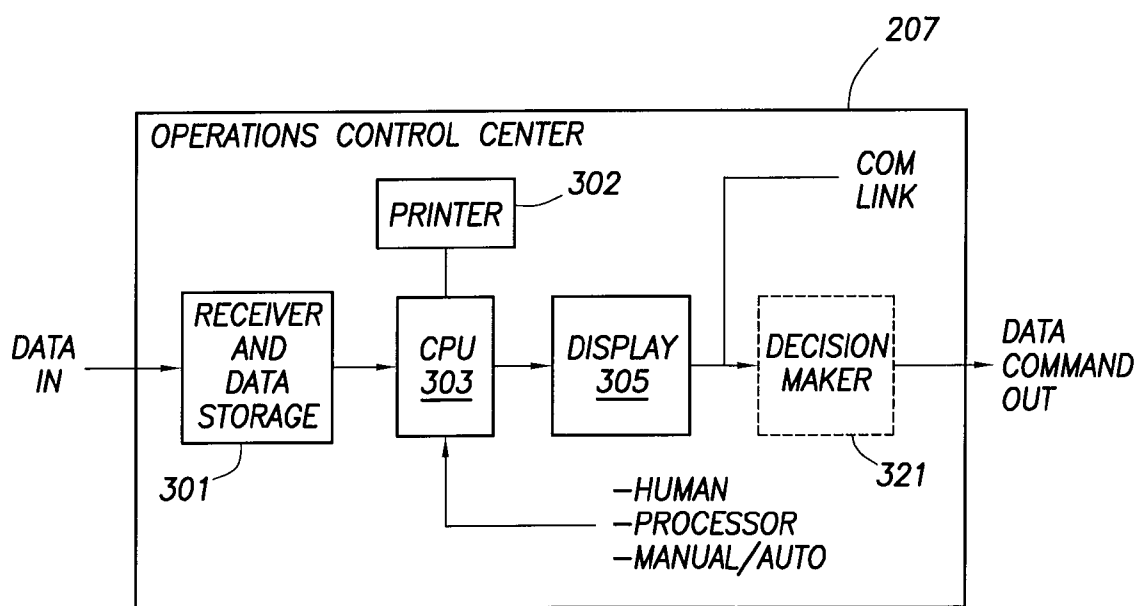 207
OPERATIONS CONTROL CENTER
COM
LINK
302
PRINTER
DATA
IN
RECEIVER
AND
DATA
STORAGE
301
CPU
303
DISPLAY
305
DECISION
MAKER
321
DATA
COMMAND
OUT
-HUMAN
-PROCESSOR
-MANUAL/AUTO